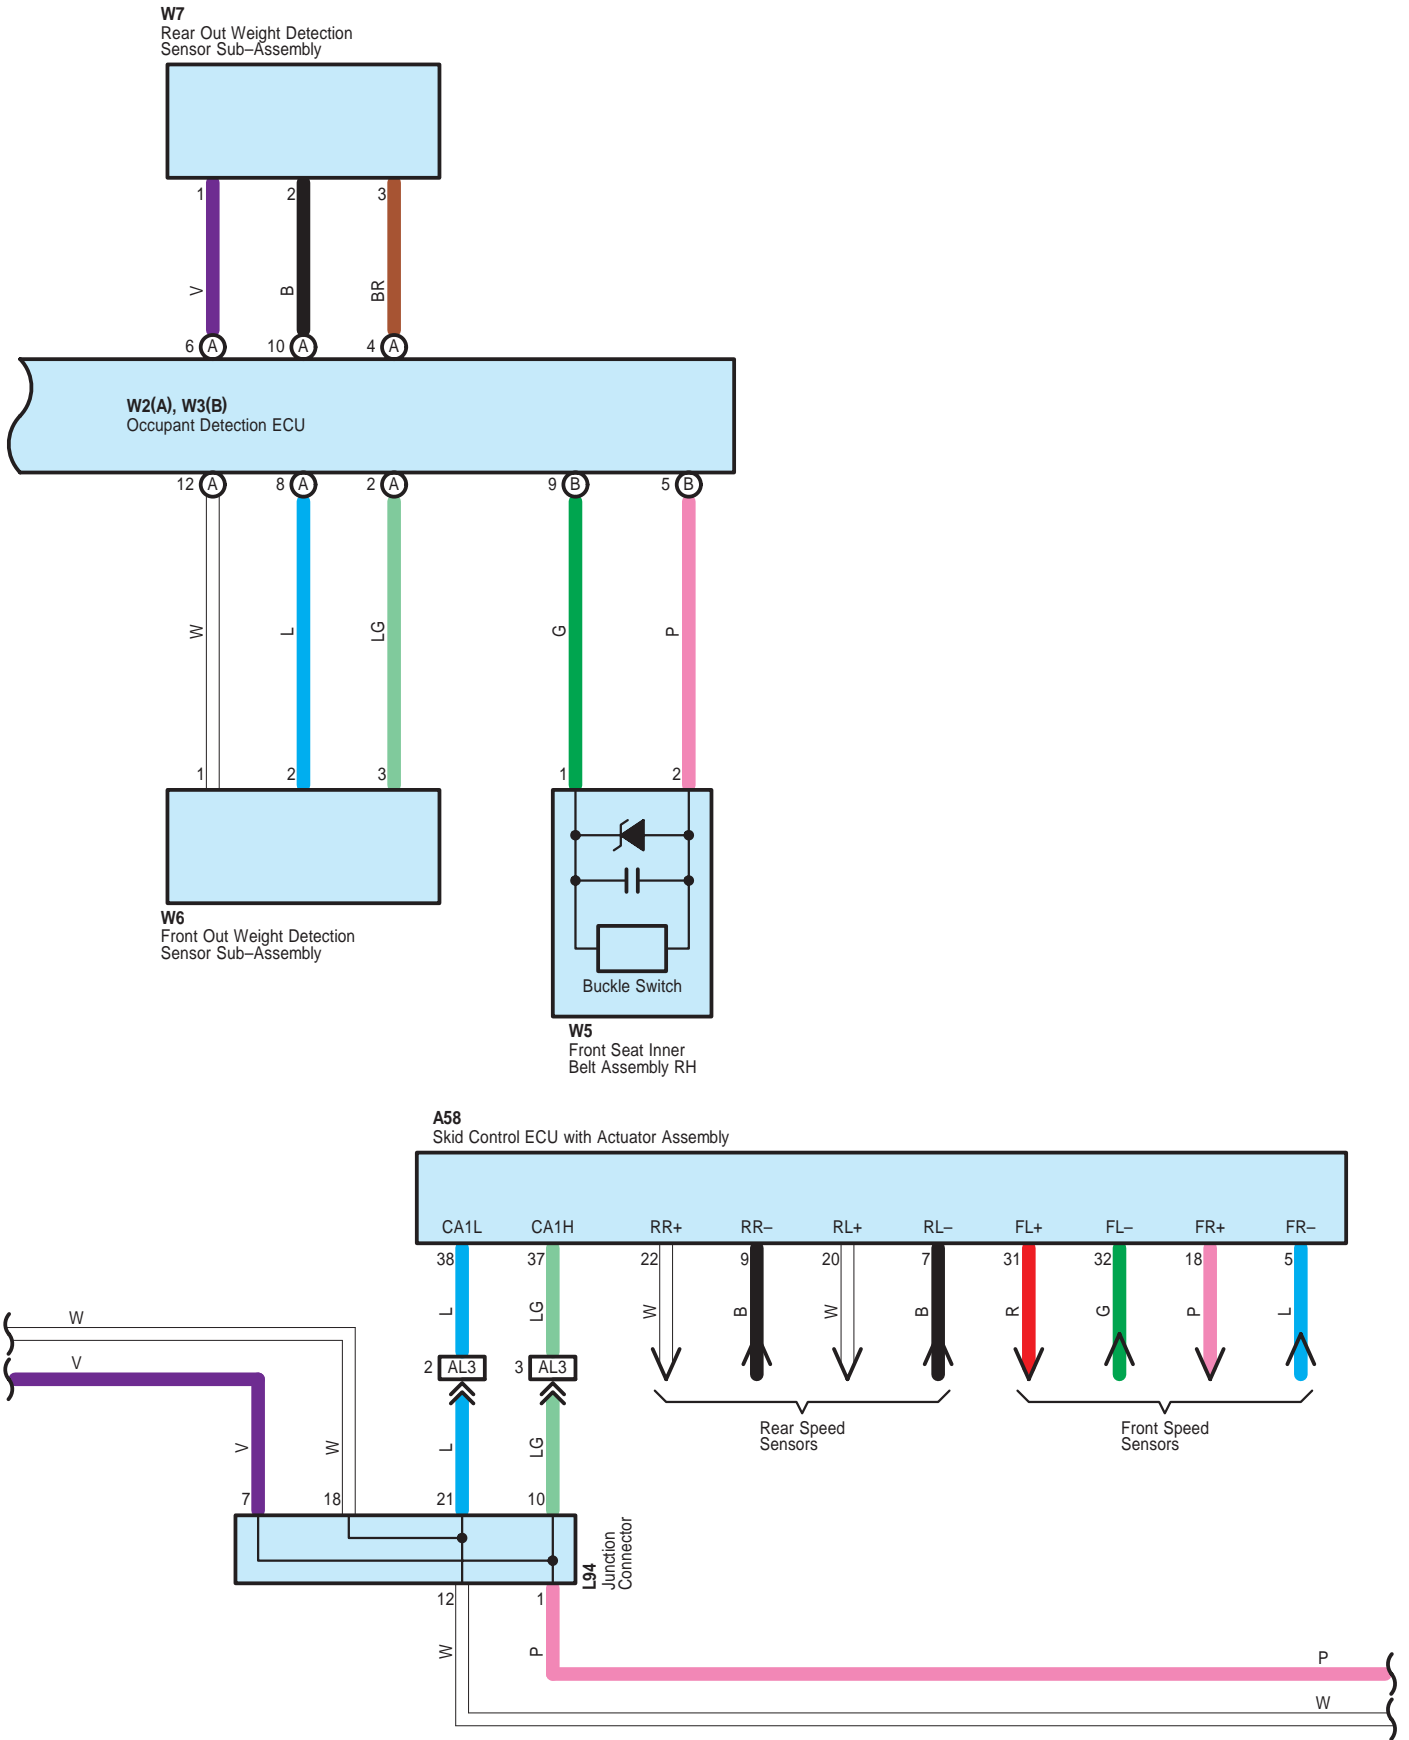 W7
Rear Out Weight Detection
Sensor Sub–Assembly
1 2 3
V B BR
6 A 10 A 4 A
W2(A), W3(B)
Occupant Detection ECU
12 A 8 A 2 A 9 B 5 B
W L LG G P
1 2 3 1 2
Buckle Switch
W6
Front Out Weight Detection
Sensor Sub–Assembly
W5
Front Seat Inner
Belt Assembly RH
A58
Skid Control ECU with Actuator Assembly
CA1L CA1H RR+ RR– RL+ RL– FL+ FL– FR+ FR–
38 37 22 9 20 7 31 32 18 5
L LG W B W B R G P L
W
V
2 AL3 3 AL3
Rear Speed
Sensors
Front Speed
Sensors
V W L LG
7 18 21 10
L94
Junction
Connector
12 1
W P
P
W